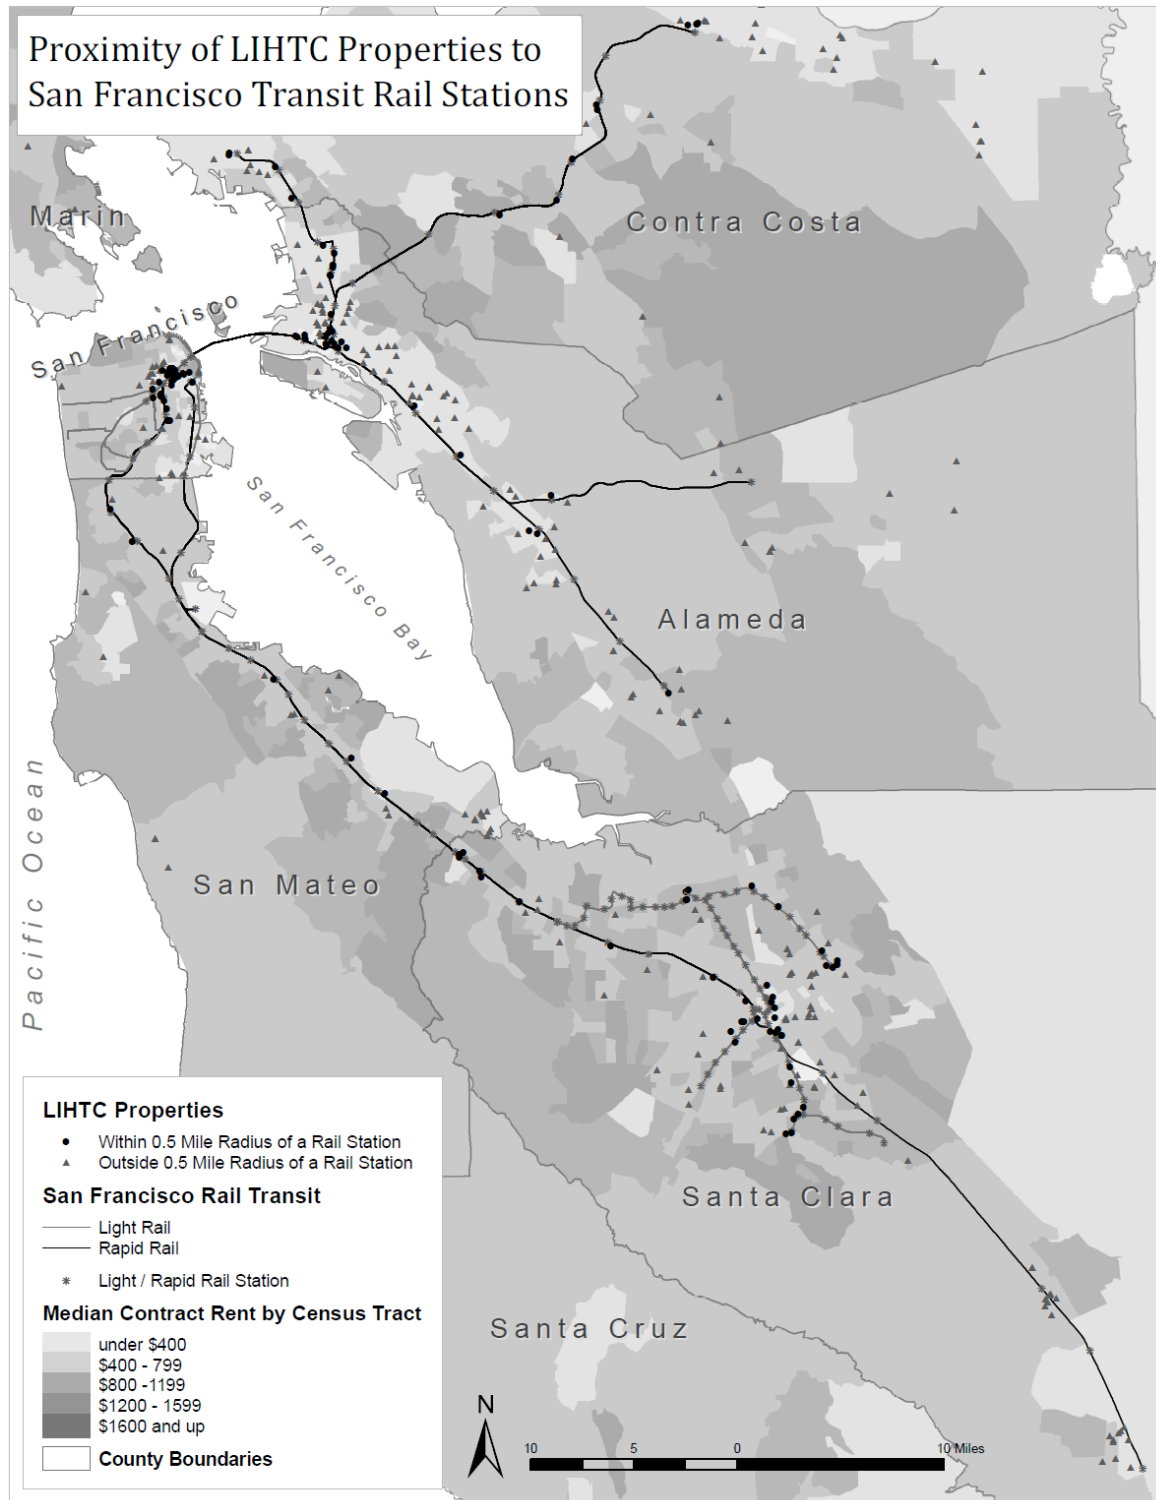 Proximity of LIHTC Properties to
San Francisco Transit Rail Stations
Marin
Contra Costa
San Francisco
San Francisco Bay
Alameda
Pacific Ocean
San Mateo
Santa Clara
Santa Cruz
LIHTC Properties
Within 0.5 Mile Radius of a Rail Station
Outside 0.5 Mile Radius of a Rail Station
San Francisco Rail Transit
Light Rail
Rapid Rail
Light / Rapid Rail Station
Median Contract Rent by Census Tract
under $400
$400 - 799
$800 -1199
$1200 - 1599
$1600 and up
County Boundaries
N
10 5 0 10 Miles